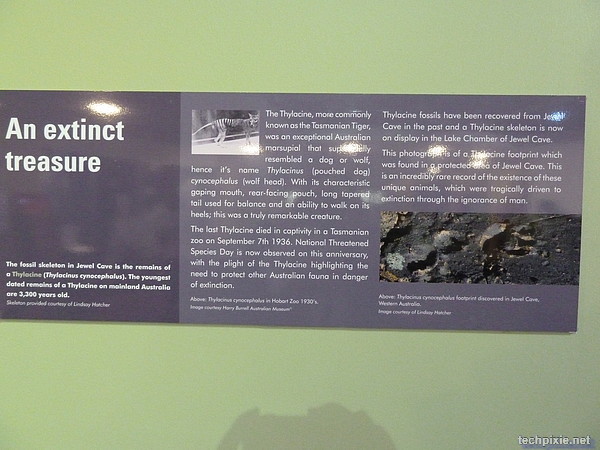 An extinct
treasure
The fossil skeleton in Jewel Cave is the remains of
a Thylacine (Thylacinus cynocephalus). The youngest
dated remains of a Thylacine on mainland Australia
are 3,300 years old.
Skeleton provided courtesy of Lindsay Hatcher
The Thylacine, more commonly
known as the Tasmanian Tiger,
was an exceptional Australian
marsupial that superficially
resembled a dog or wolf,
hence it's name Thylacinus (pouched dog)
cynocephalus (wolf head). With its characteristic
gaping mouth, rear-facing pouch, long tapered
tail used for balance and an ability to walk on its
heels; this was a truly remarkable creature.
The last Thylacine died in captivity in a Tasmanian
zoo on September 7th 1936. National Threatened
Species Day is now observed on this anniversary,
with the plight of the Thylacine highlighting the
need to protect other Australian fauna in danger
of extinction.
Above: Thylacinus cynocephalus in Hobart Zoo 1930's.
Image courtesy Harry Burrell Australian Museum
Thylacine fossils have been recovered from Jewel
Cave in the past and a Thylacine skeleton is now
on display in the Lake Chamber of Jewel Cave.
This photograph is of a Thylacine footprint which
was found in a protected area of Jewel Cave. This
is an incredibly rare record of the existence of these
unique animals, which were tragically driven to
extinction through the ignorance of man.
Above: Thylacinus cynocephalus footprint discovered in Jewel Cave,
Western Australia.
Image courtesy of Lindsay Hatcher
techpixie.net